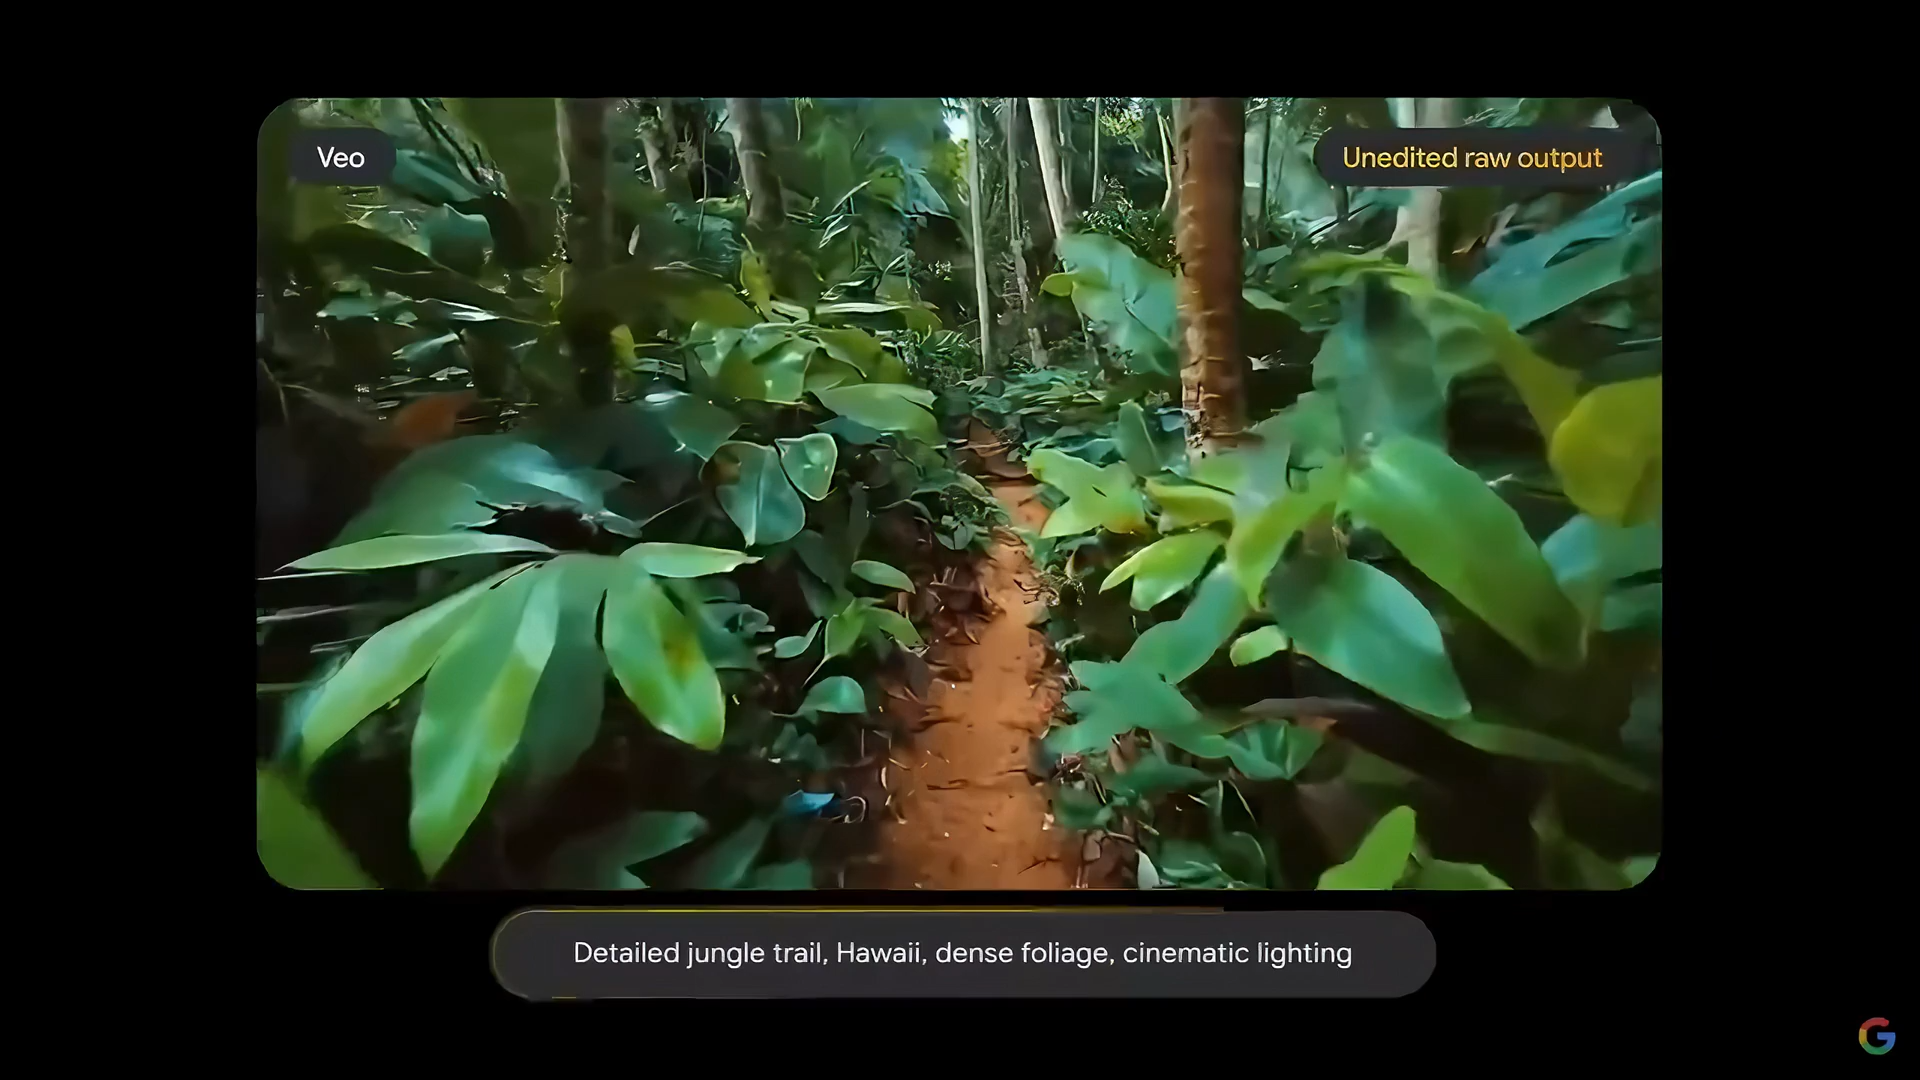 Veo
Unedited raw output
Detailed jungle trail, Hawaii, dense foliage, cinematic lighting